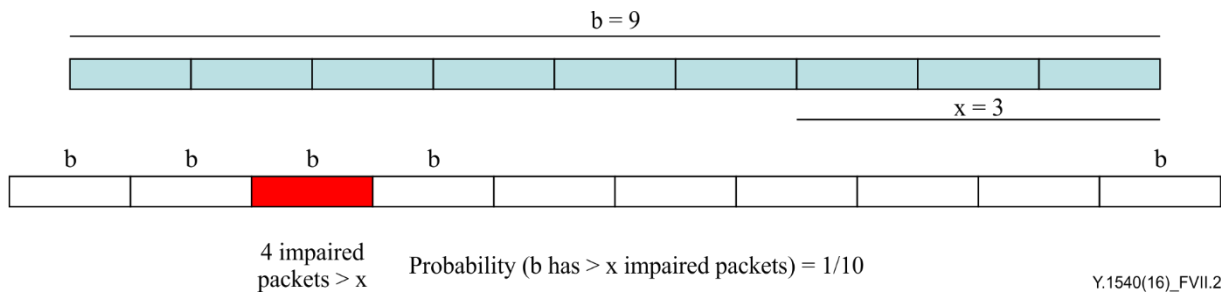 b = 9
x = 3
b b b b b
4 impaired
packets > x
Probability (b has > x impaired packets) = 1/10
Y.1540(16)_FVII.2